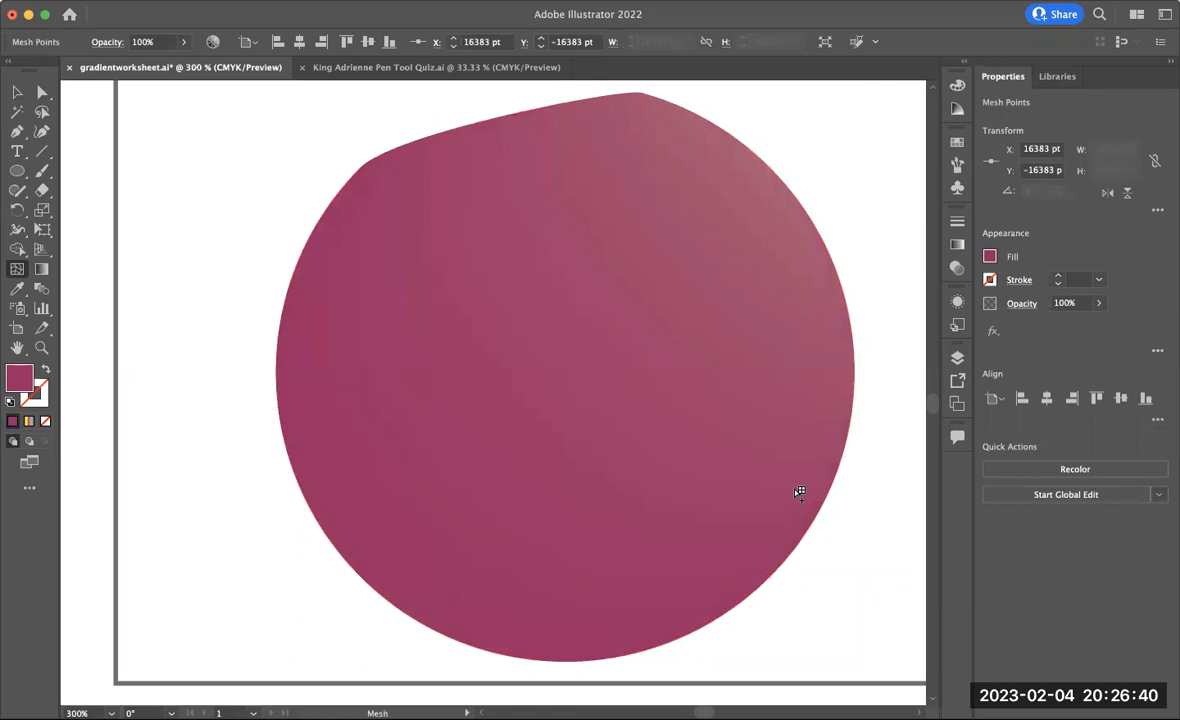 Adobe Illustrator 2022
Share
Mesh Points
Opacity: 100%
X: 16383 pt
Y: -16383 pt
W:
H:
gradientworksheet.ai* @ 300 % (CMYK/Preview)
King Adrienne Pen Tool Quiz.ai @ 33.33 % (CMYK/Preview)
Properties
Libraries
Mesh Points
Transform
X: 16383 pt
W:
Y: -16383 p
H:
Appearance
Fill
Stroke
Opacity
100%
fx.
Align
Quick Actions
Recolor
Start Global Edit
300%
0°
1
Mesh
2023-02-04 20:26:40